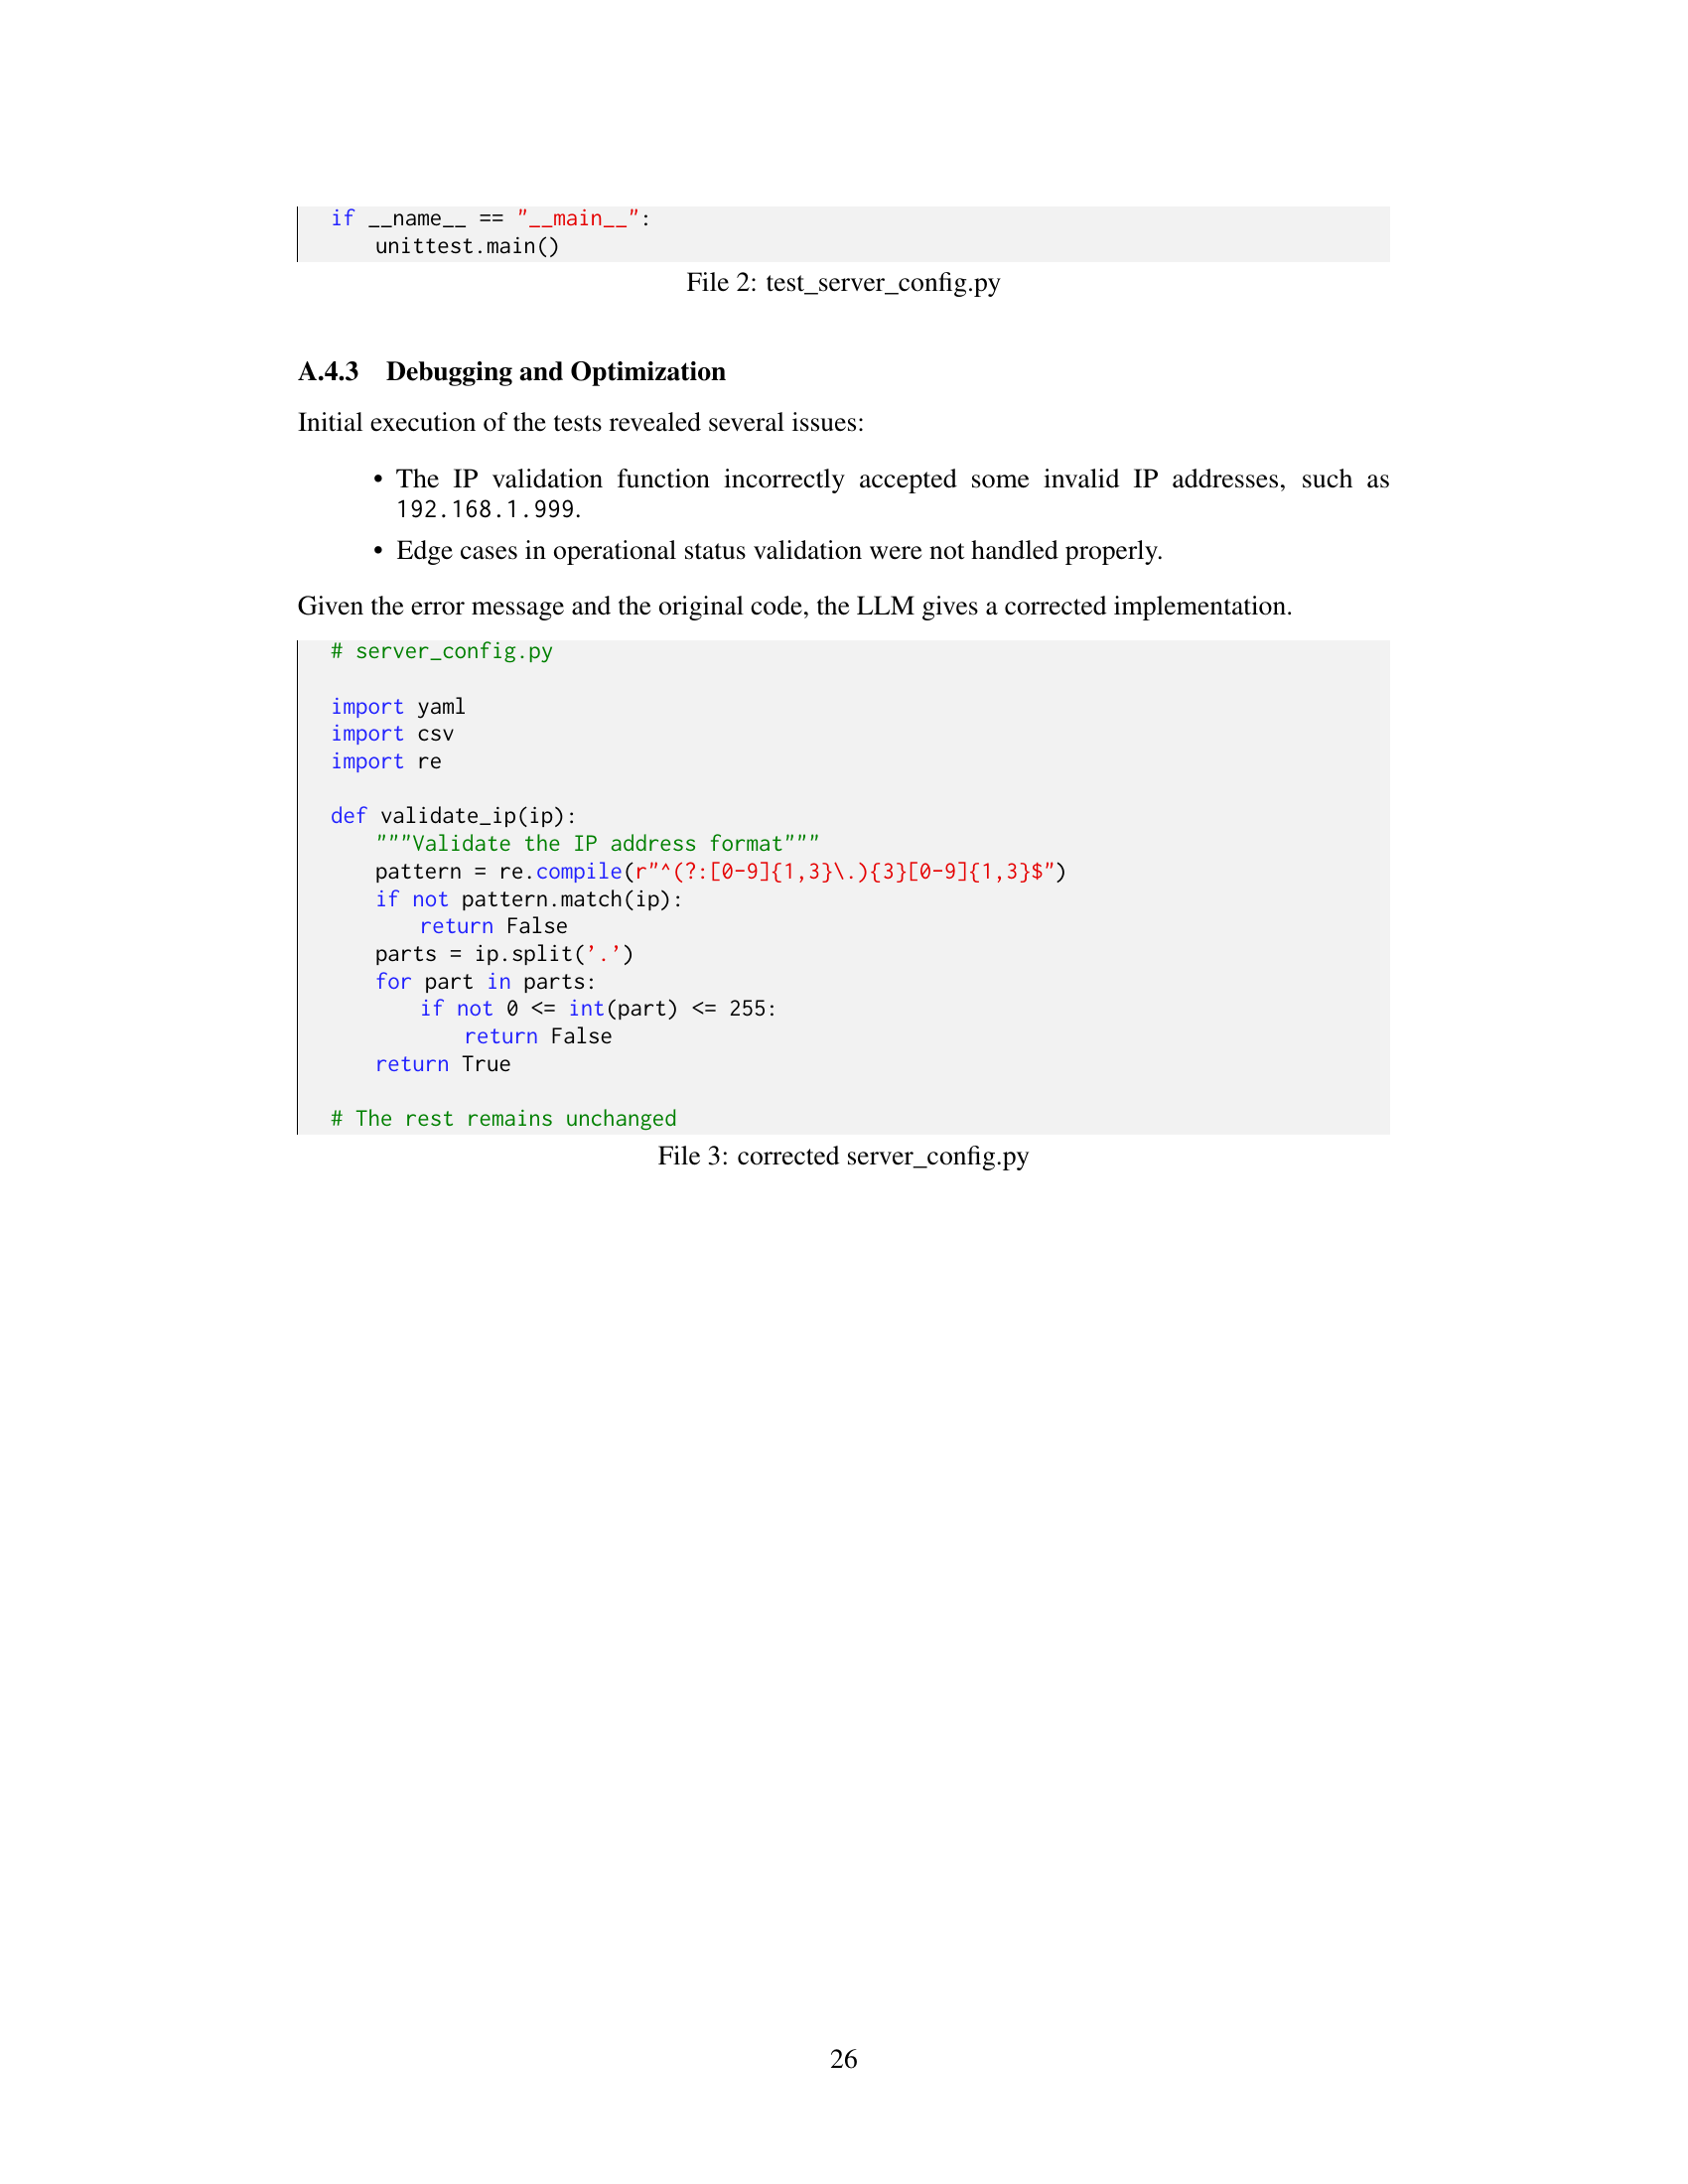 if __name__ == "__main__":
    unittest.main()
File 2: test_server_config.py
A.4.3 Debugging and Optimization
Initial execution of the tests revealed several issues:
• The IP validation function incorrectly accepted some invalid IP addresses, such as
192.168.1.999.
• Edge cases in operational status validation were not handled properly.
Given the error message and the original code, the LLM gives a corrected implementation.
# server_config.py
import yaml
import csv
import re
def validate_ip(ip):
    """Validate the IP address format"""
    pattern = re.compile(r"^(?:[0-9]{1,3}\.){3}[0-9]{1,3}$")
    if not pattern.match(ip):
        return False
    parts = ip.split('.')
    for part in parts:
        if not 0 <= int(part) <= 255:
            return False
    return True
# The rest remains unchanged
File 3: corrected server_config.py
26